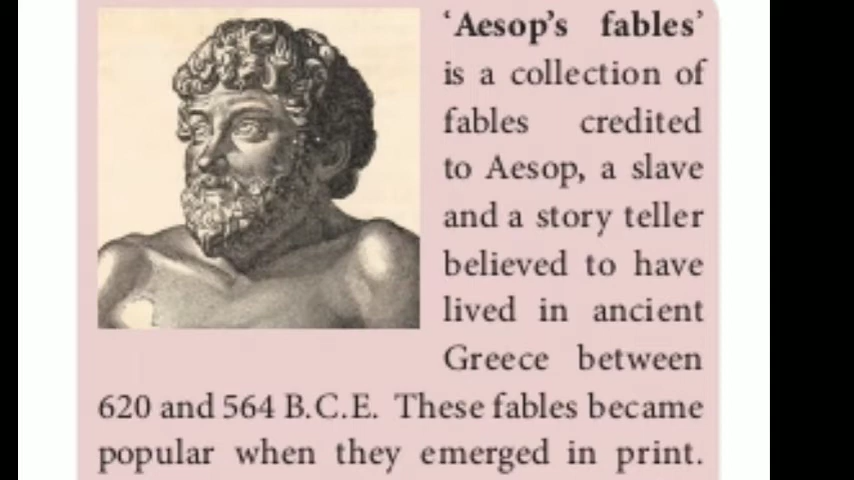 ‘Aesop’s fables’
is a collection of
fables credited
to Aesop, a slave
and a story teller
believed to have
lived in ancient
Greece between
620 and 564 B.C.E. These fables became
popular when they emerged in print.